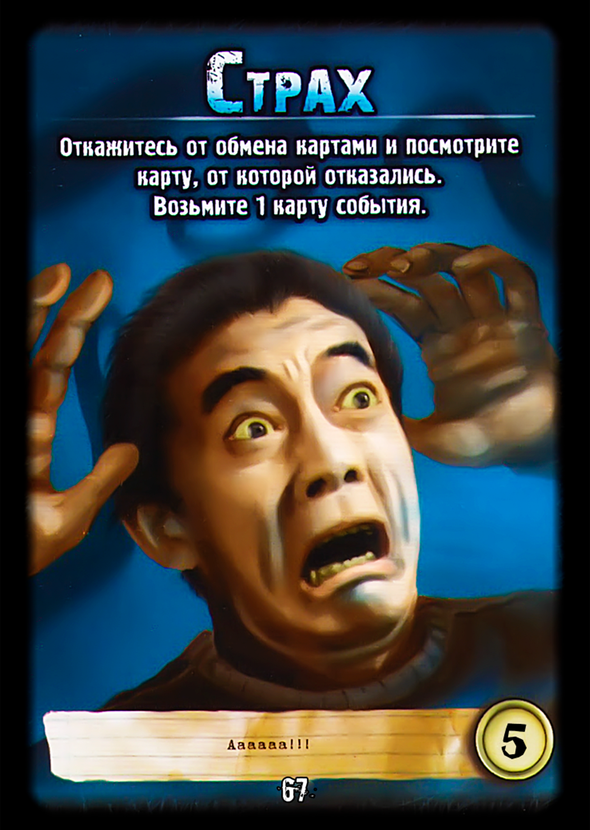 Страх
Откажитесь от обмена картами и посмотрите
карту, от которой отказались.
Возьмите 1 карту события.
Аааааа!!!
5
67